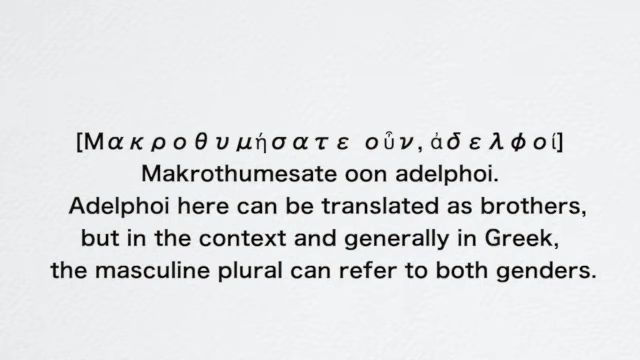 [Μακροθυμήσατε οὖν, ἀδελφοί]
Makrothumesate oon adelphoi.
Adelphoi here can be translated as brothers,
but in the context and generally in Greek,
the masculine plural can refer to both genders.